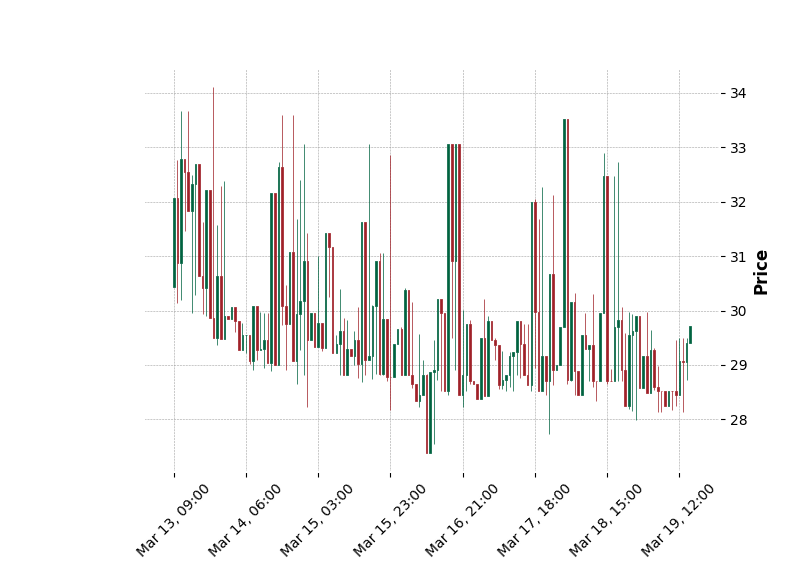 34
33
32
31
30
29
28
Price
Mar 13, 09:00
Mar 14, 06:00
Mar 15, 03:00
Mar 15, 23:00
Mar 16, 21:00
Mar 17, 18:00
Mar 18, 15:00
Mar 19, 12:00